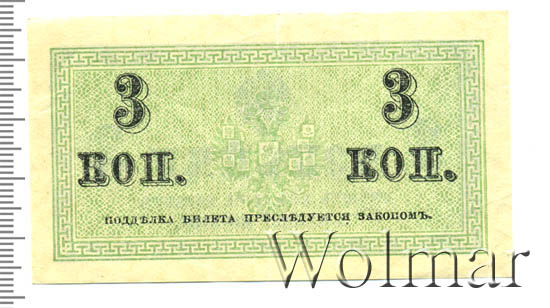 3 3
КОП. КОП.
ПОДДѢЛКА БИЛЕТА ПРЕСЛѢДУЕТСЯ ЗАКОНОМЪ.
Wolmar